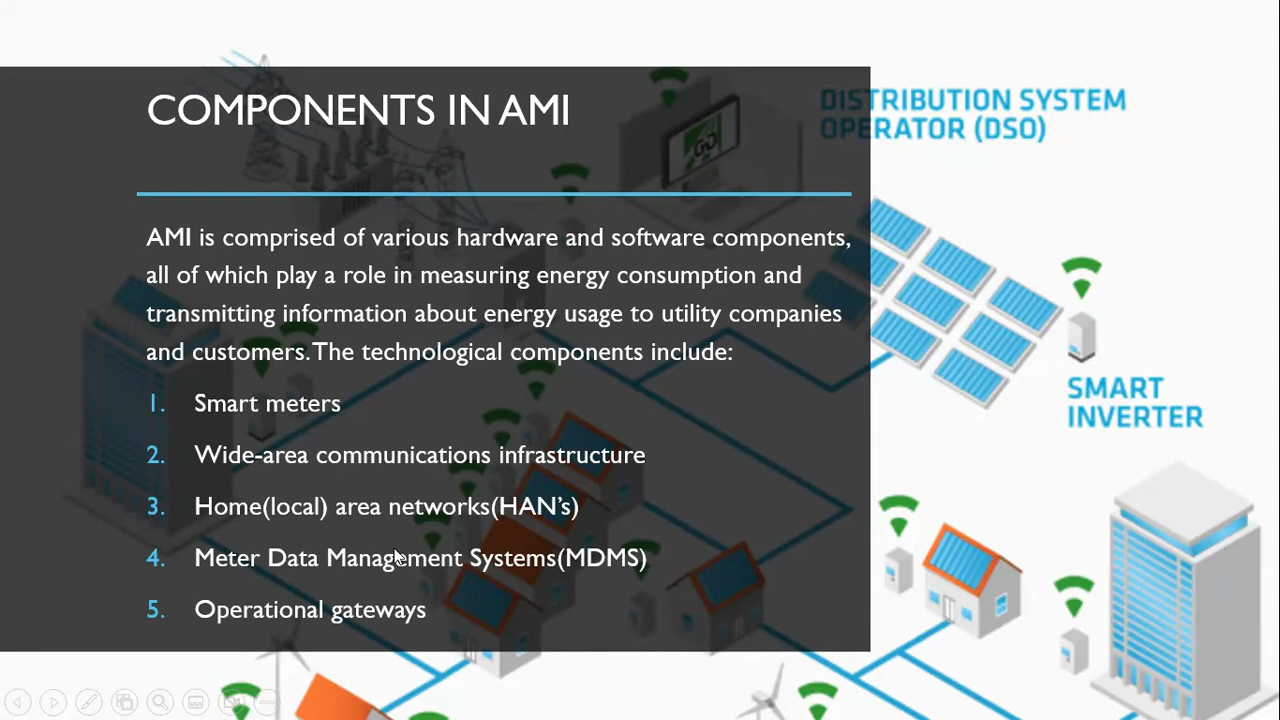 COMPONENTS IN AMI
DISTRIBUTION SYSTEM
OPERATOR (DSO)
GO
AMI is comprised of various hardware and software components,
all of which play a role in measuring energy consumption and
transmitting information about energy usage to utility companies
and customers. The technological components include:
1. Smart meters
2. Wide-area communications infrastructure
3. Home(local) area networks(HAN’s)
4. Meter Data Management Systems(MDMS)
5. Operational gateways
SMART
INVERTER